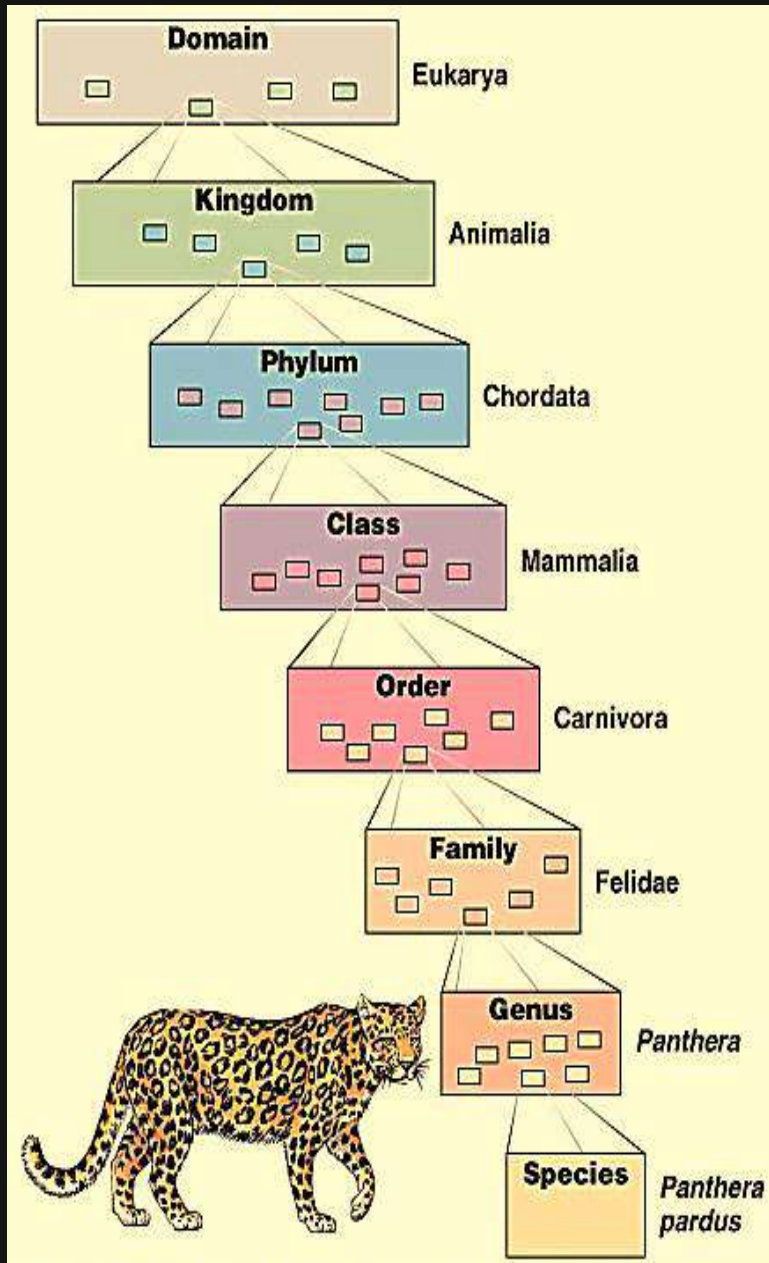 Domain
Eukarya
Kingdom
Animalia
Phylum
Chordata
Class
Mammalia
Order
Carnivora
Family
Felidae
Genus
Panthera
Species
Panthera
pardus